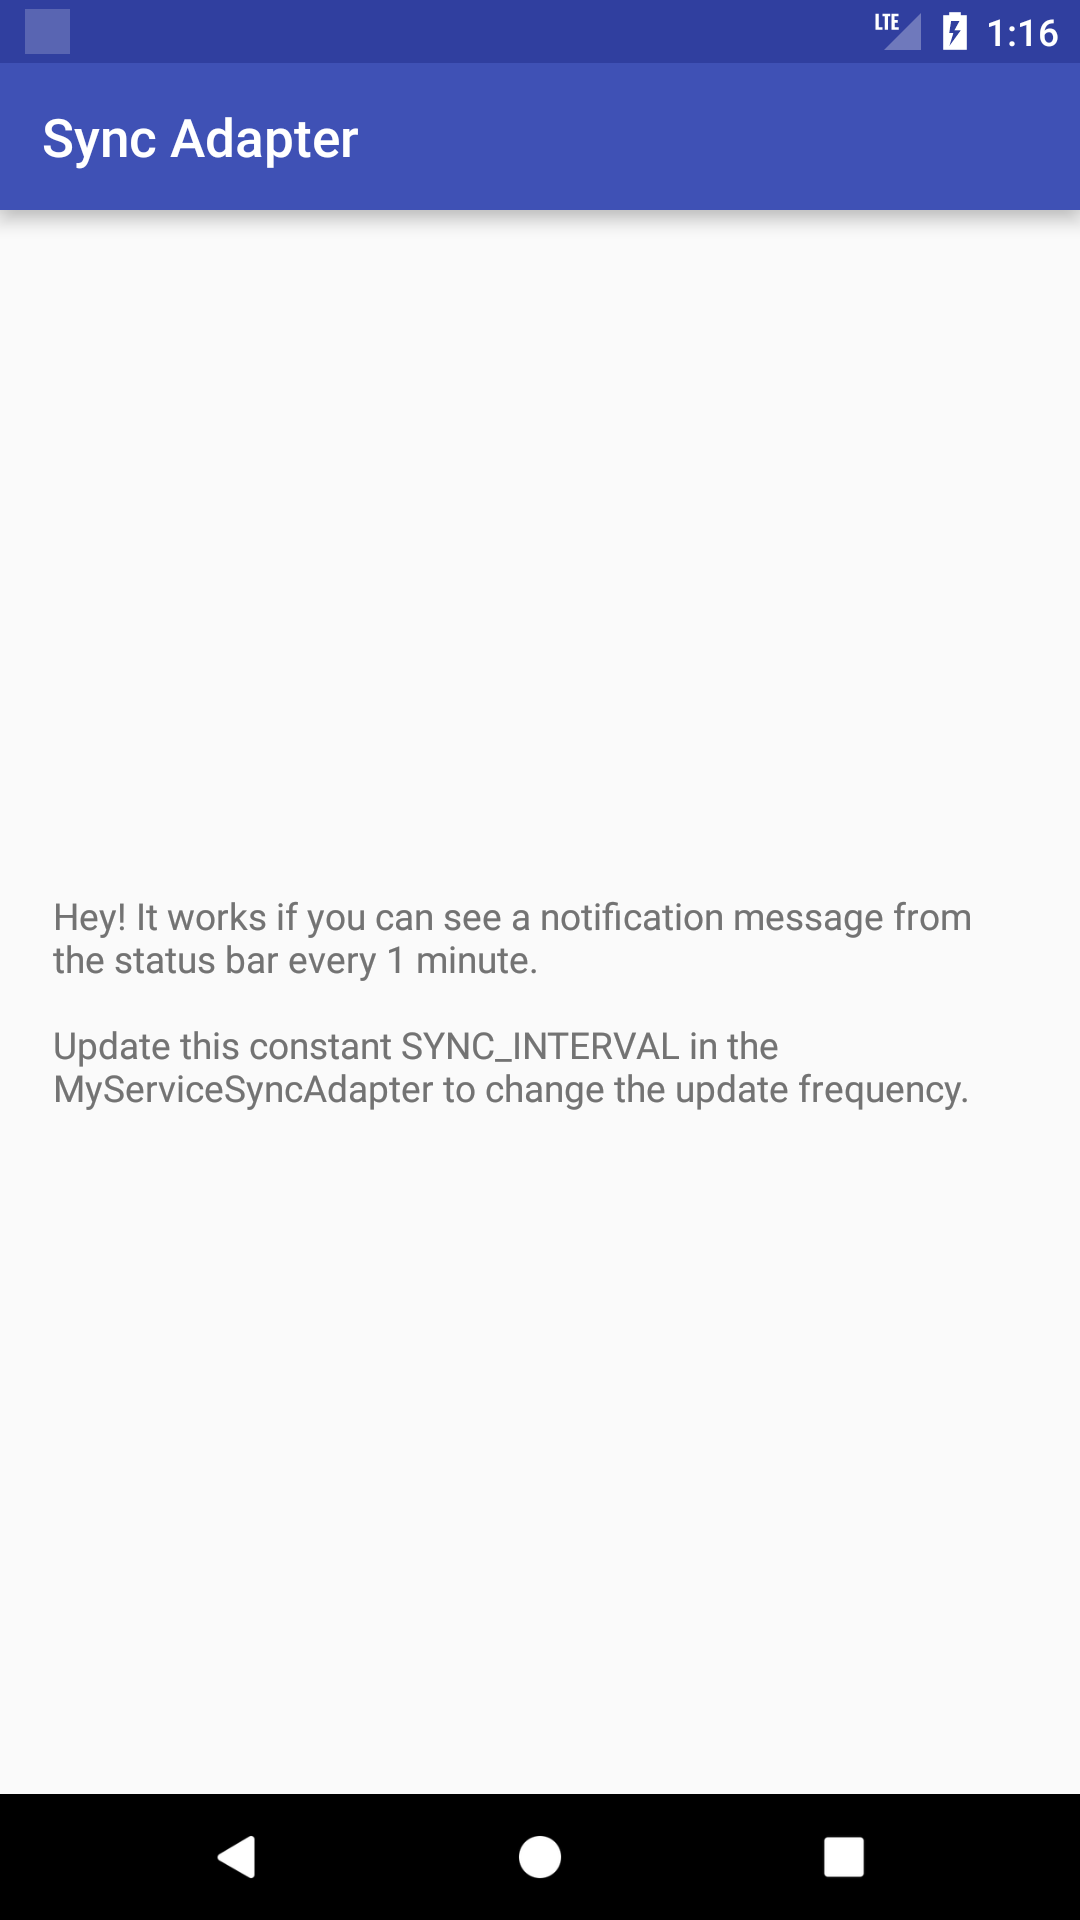 LTE 1:16
Sync Adapter
Hey! It works if you can see a notification message from
the status bar every 1 minute.
Update this constant SYNC_INTERVAL in the
MyServiceSyncAdapter to change the update frequency.